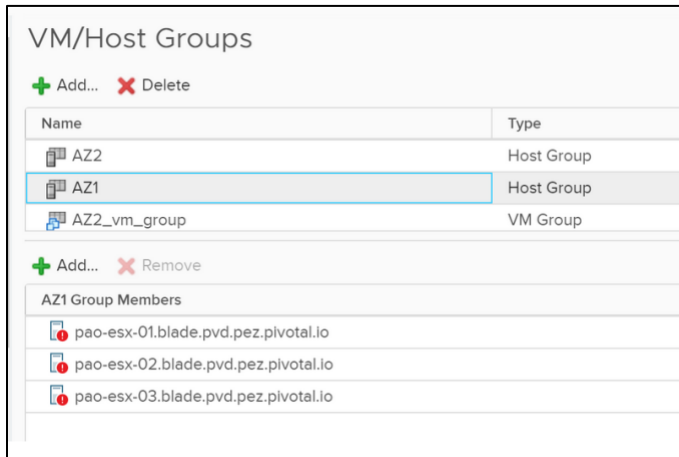 VM/Host Groups
Add... Delete
Name Type
AZ2 Host Group
AZ1 Host Group
AZ2_vm_group VM Group
Add... Remove
AZ1 Group Members
pao-esx-01.blade.pvd.pez.pivotal.io
pao-esx-02.blade.pvd.pez.pivotal.io
pao-esx-03.blade.pvd.pez.pivotal.io